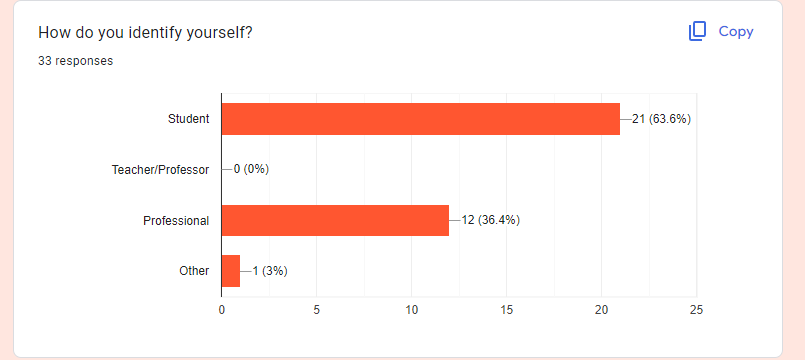 How do you identify yourself?
Copy
33 responses
Student
21 (63.6%)
Teacher/Professor
0 (0%)
Professional
12 (36.4%)
Other
1 (3%)
0 5 10 15 20 25